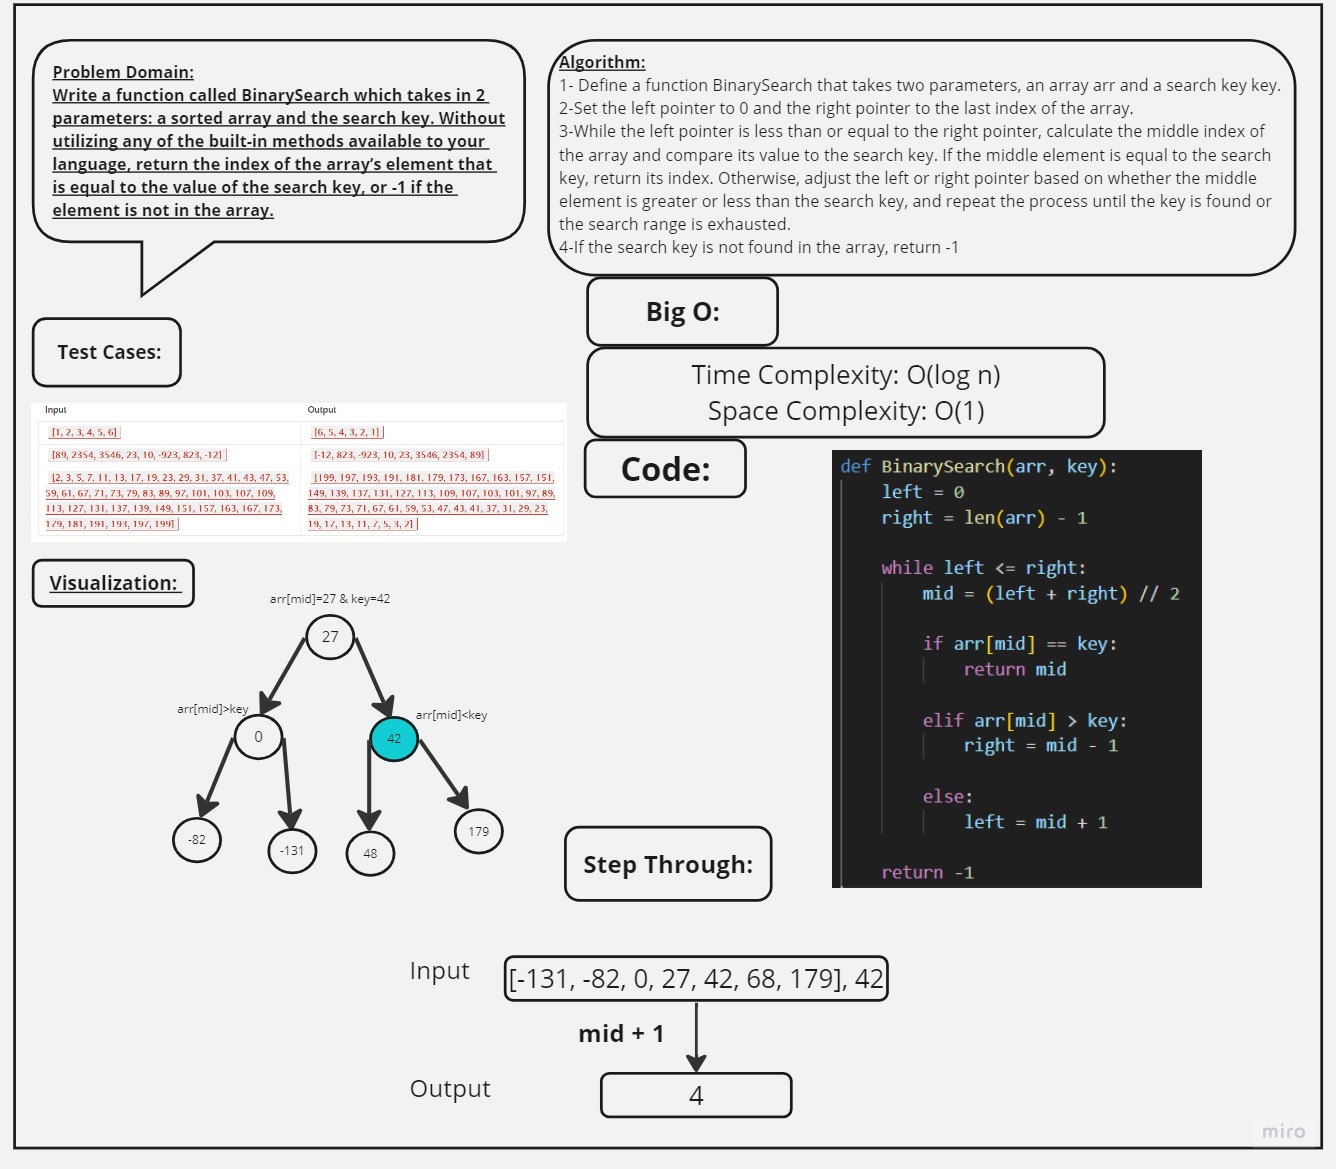 Problem Domain:
Write a function called BinarySearch which takes in 2
parameters: a sorted array and the search key. Without
utilizing any of the built-in methods available to your
language, return the index of the array’s element that
is equal to the value of the search key, or -1 if the
element is not in the array.
Algorithm:
1- Define a function BinarySearch that takes two parameters, an array arr and a search key key.
2-Set the left pointer to 0 and the right pointer to the last index of the array.
3-While the left pointer is less than or equal to the right pointer, calculate the middle index of
the array and compare its value to the search key. If the middle element is equal to the search
key, return its index. Otherwise, adjust the left or right pointer based on whether the middle
element is greater or less than the search key, and repeat the process until the key is found or
the search range is exhausted.
4-If the search key is not found in the array, return -1
Big O:
Time Complexity: O(log n)
Space Complexity: O(1)
Test Cases:
Input
Output
[1, 2, 3, 4, 5, 6]
[6, 5, 4, 3, 2, 1]
[89, 2354, 3546, 23, 10, -923, 823, -12]
[-12, 823, -923, 10, 23, 3546, 2354, 89]
[2, 3, 5, 7, 11, 13, 17, 19, 23, 29, 31, 37, 41, 43, 47, 53,
59, 61, 67, 71, 73, 79, 83, 89, 97, 101, 103, 107, 109,
113, 127, 131, 137, 139, 149, 151, 157, 163, 167, 173,
179, 181, 191, 193, 197, 199]
[199, 197, 193, 191, 181, 179, 173, 167, 163, 157, 151,
149, 139, 137, 131, 127, 113, 109, 107, 103, 101, 97, 89,
83, 79, 73, 71, 67, 61, 59, 53, 47, 43, 41, 37, 31, 29, 23,
19, 17, 13, 11, 7, 5, 3, 2]
Code:
def BinarySearch(arr, key):
left = 0
right = len(arr) - 1
while left <= right:
mid = (left + right) // 2
if arr[mid] == key:
return mid
elif arr[mid] > key:
right = mid - 1
else:
left = mid + 1
return -1
Visualization:
arr[mid]=27 & key=42
27
arr[mid]>key
arr[mid]<key
0
42
-82
-131
48
179
Step Through:
Input
[-131, -82, 0, 27, 42, 68, 179], 42
mid + 1
Output
4
miro